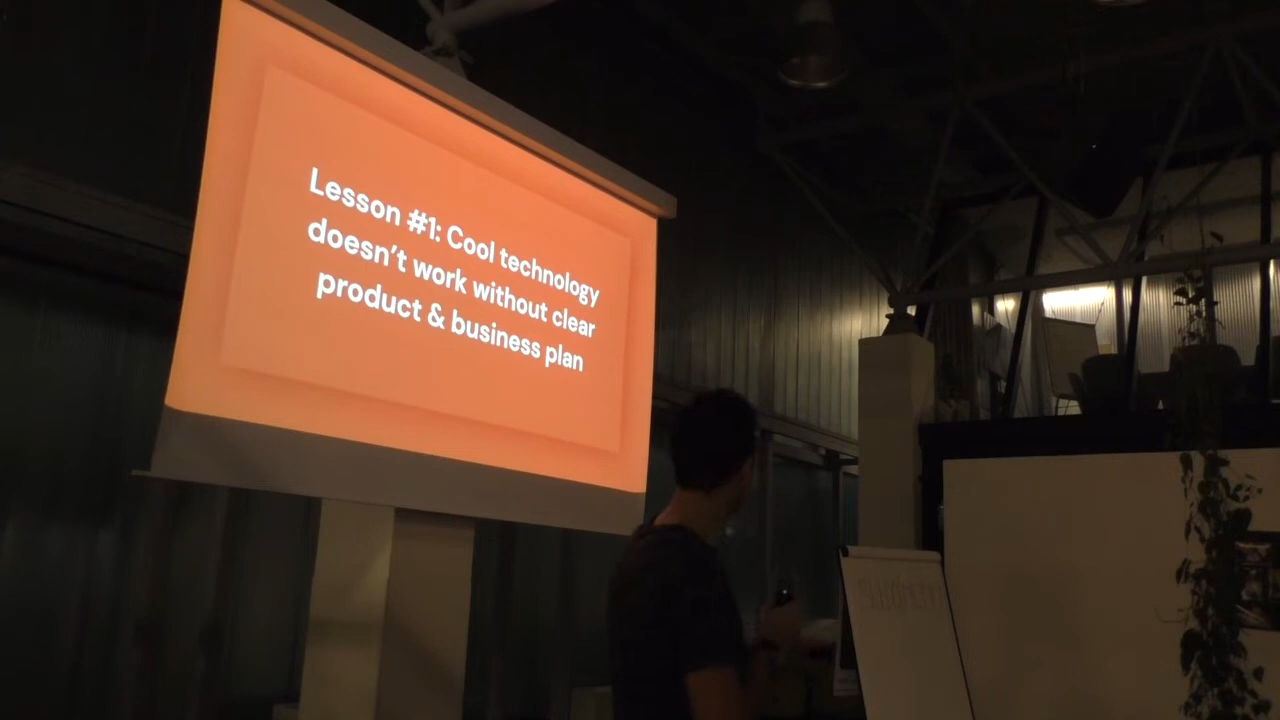 Lesson #1: Cool technology
doesn't work without clear
product & business plan